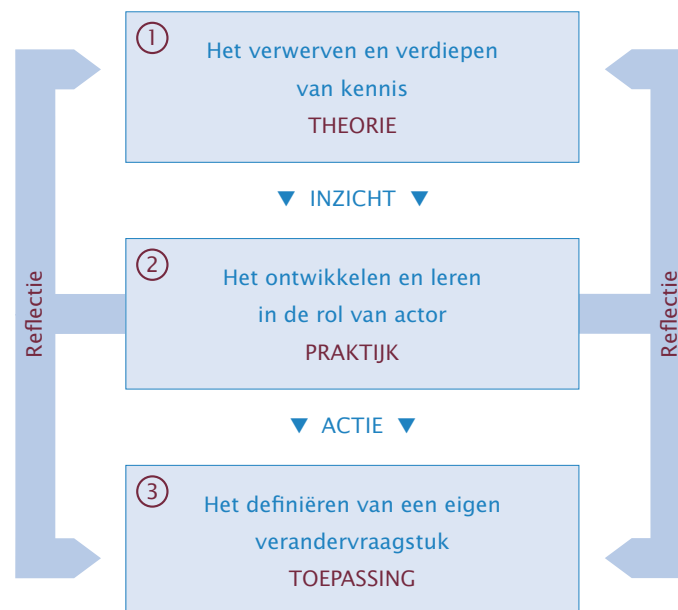 1
Het verwerven en verdiepen
van kennis
THEORIE
▼ INZICHT ▼
2
Het ontwikkelen en leren
in de rol van actor
PRAKTIJK
▼ ACTIE ▼
3
Het definiëren van een eigen
verandervraagstuk
TOEPASSING
Reflectie
Reflectie